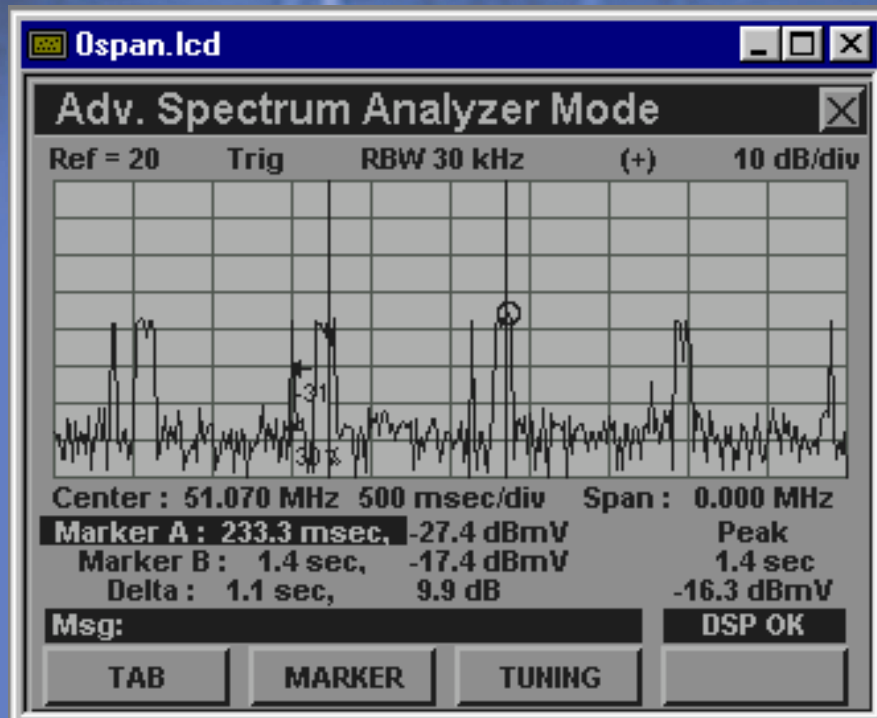 0span.lcd
Adv. Spectrum Analyzer Mode
Ref = 20 Trig RBW 30 kHz (+) 10 dB/div
-31
30 %
Center : 51.070 MHz 500 msec/div Span : 0.000 MHz
Marker A : 233.3 msec, -27.4 dBmV Peak
Marker B : 1.4 sec, -17.4 dBmV 1.4 sec
Delta : 1.1 sec, 9.9 dB -16.3 dBmV
Msg: DSP OK
TAB MARKER TUNING